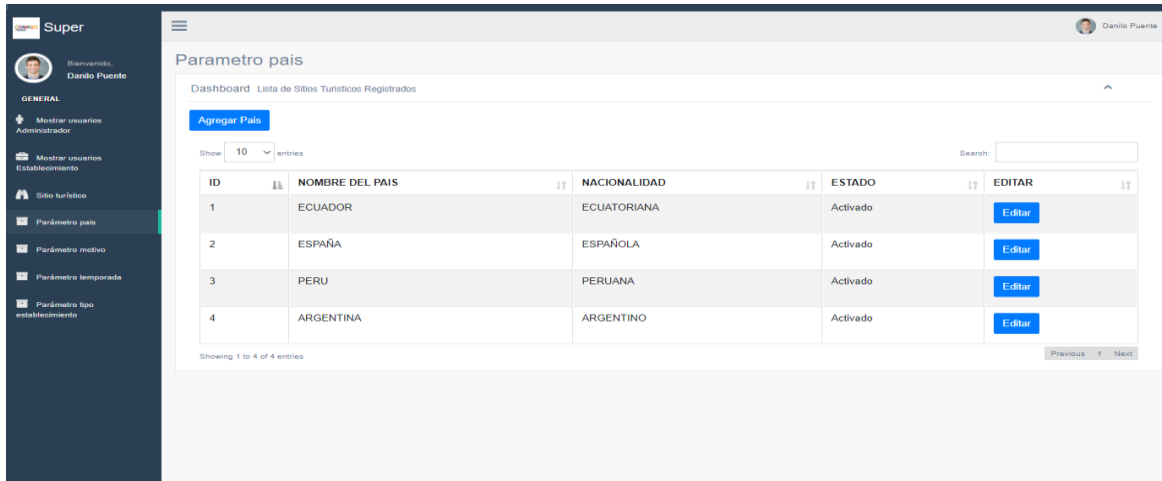 Super
Danilo Puente
Bienvenido,
Danilo Puente
GENERAL
Mostrar usuarios
Administrador
Mostrar usuarios
Establecimiento
Sitio turístico
Parámetro pais
Parámetro motivo
Parámetro temporada
Parámetro tipo
establecimiento
Parametro pais
Dashboard Lista de Sitios Turisticos Registrados
Agregar Pais
Show 10 entries
Search:
ID NOMBRE DEL PAIS NACIONALIDAD ESTADO EDITAR
1 ECUADOR ECUATORIANA Activado Editar
2 ESPAÑA ESPAÑOLA Activado Editar
3 PERU PERUANA Activado Editar
4 ARGENTINA ARGENTINO Activado Editar
Showing 1 to 4 of 4 entries
Previous 1 Next